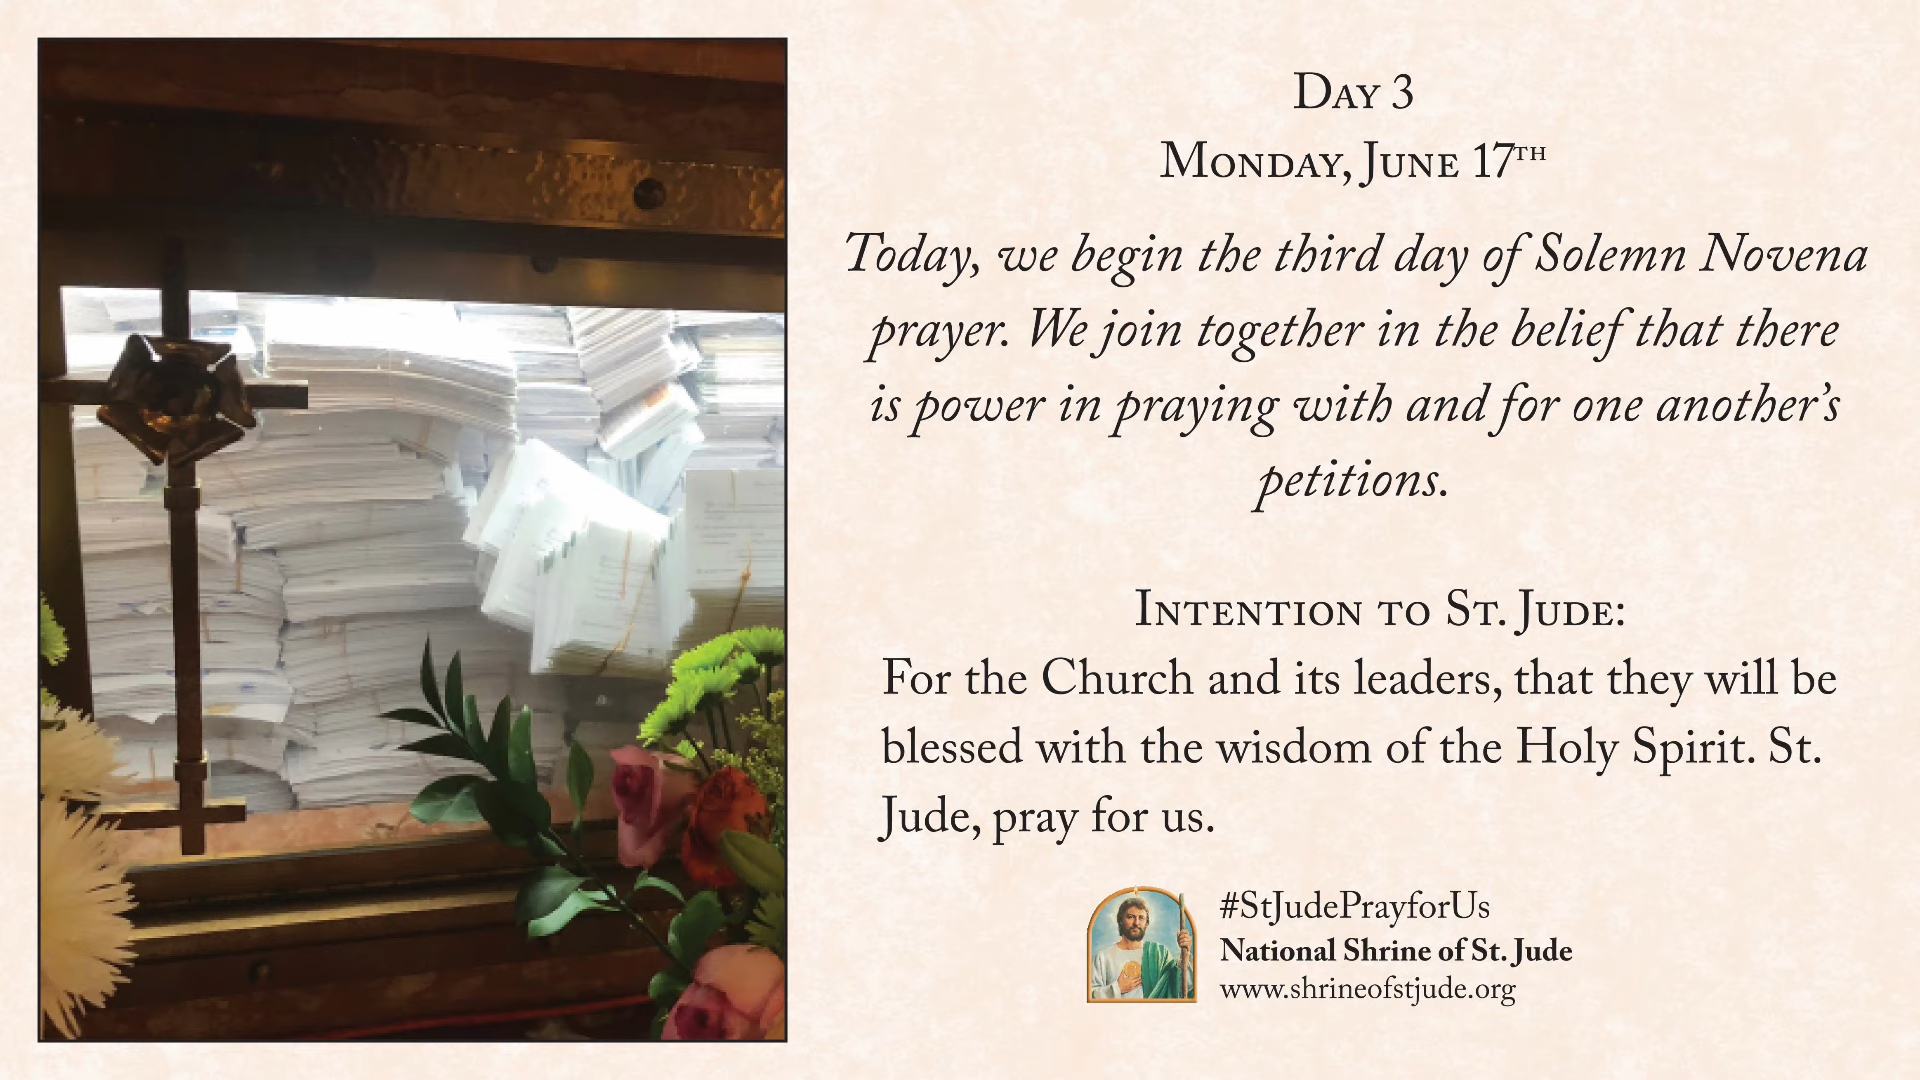 Day 3
Monday, June 17th
Today, we begin the third day of Solemn Novena
prayer. We join together in the belief that there
is power in praying with and for one another’s
petitions.
Intention to St. Jude:
For the Church and its leaders, that they will be
blessed with the wisdom of the Holy Spirit. St.
Jude, pray for us.
#StJudePrayforUs
National Shrine of St. Jude
www.shrineofstjude.org